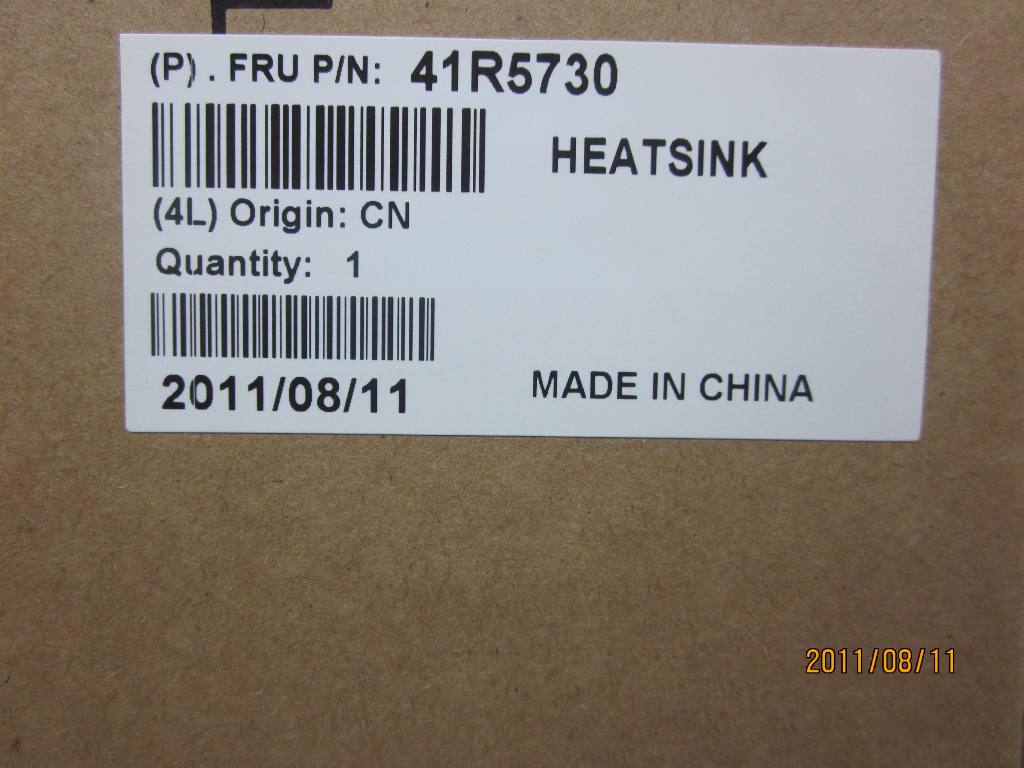 (P) . FRU P/N: 41R5730
HEATSINK
(4L) Origin: CN
Quantity: 1
2011/08/11
MADE IN CHINA
2011/08/11